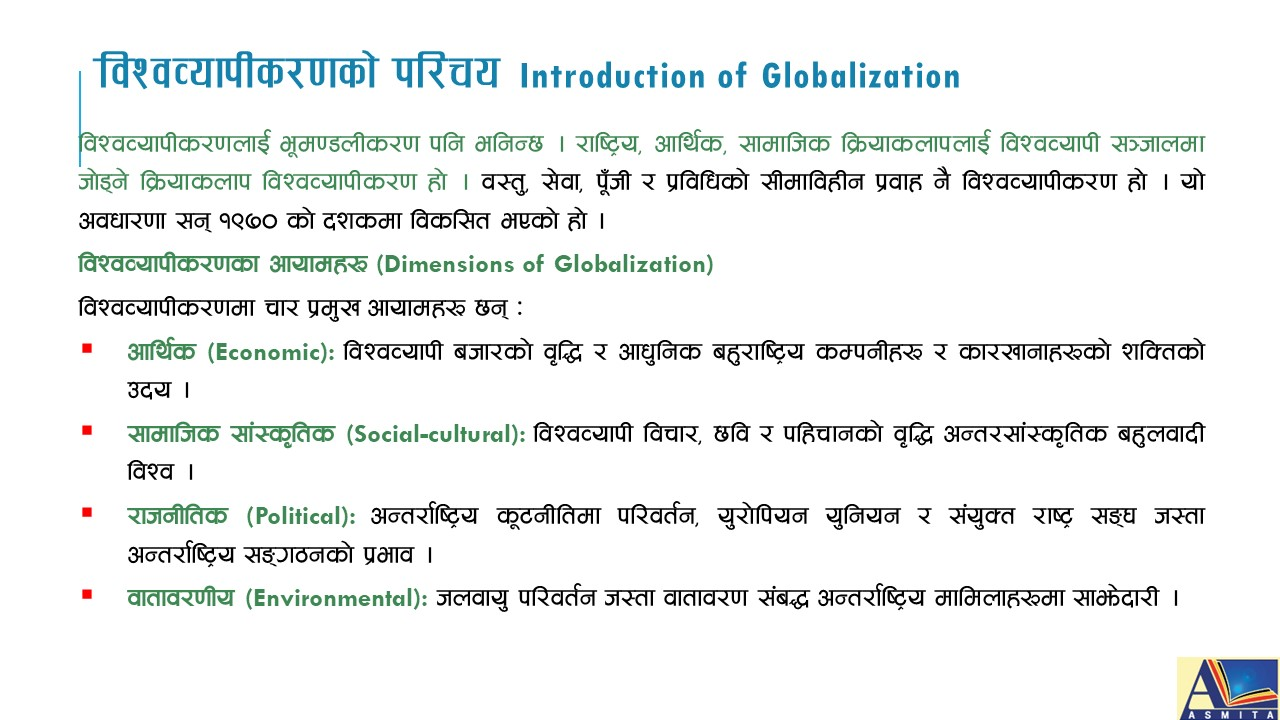 विश्वव्यापीकरणको परिचय Introduction of Globalization
विश्वव्यापीकरणलाई भूमण्डलीकरण पनि भनिन्छ । राष्ट्रिय, आर्थिक, सामाजिक क्रियाकलापलाई विश्वव्यापी सञ्जालमा
जोड्ने क्रियाकलाप विश्वव्यापीकरण हो । वस्तु, सेवा, पूँजी र प्रविधिको सीमाविहीन प्रवाह नै विश्वव्यापीकरण हो । यो
अवधारणा सन् १९७० को दशकमा विकसित भएको हो ।
विश्वव्यापीकरणका आयामहरू (Dimensions of Globalization)
विश्वव्यापीकरणमा चार प्रमुख आयामहरू छन् :
▪ आर्थिक (Economic): विश्वव्यापी बजारको वृद्धि र आधुनिक बहुराष्ट्रिय कम्पनीहरू र कारखानाहरूको शक्तिको
उदय ।
▪ सामाजिक सांस्कृतिक (Social-cultural): विश्वव्यापी विचार, छवि र पहिचानको वृद्धि अन्तरसांस्कृतिक बहुलवादी
विश्व ।
▪ राजनीतिक (Political): अन्तर्राष्ट्रिय कूटनीतिमा परिवर्तन, युरोपियन युनियन र संयुक्त राष्ट्र सङ्घ जस्ता
अन्तर्राष्ट्रिय सङ्गठनको प्रभाव ।
▪ वातावरणीय (Environmental): जलवायु परिवर्तन जस्ता वातावरण संबद्ध अन्तर्राष्ट्रिय मामिलाहरूमा साझेदारी ।
ASMITA